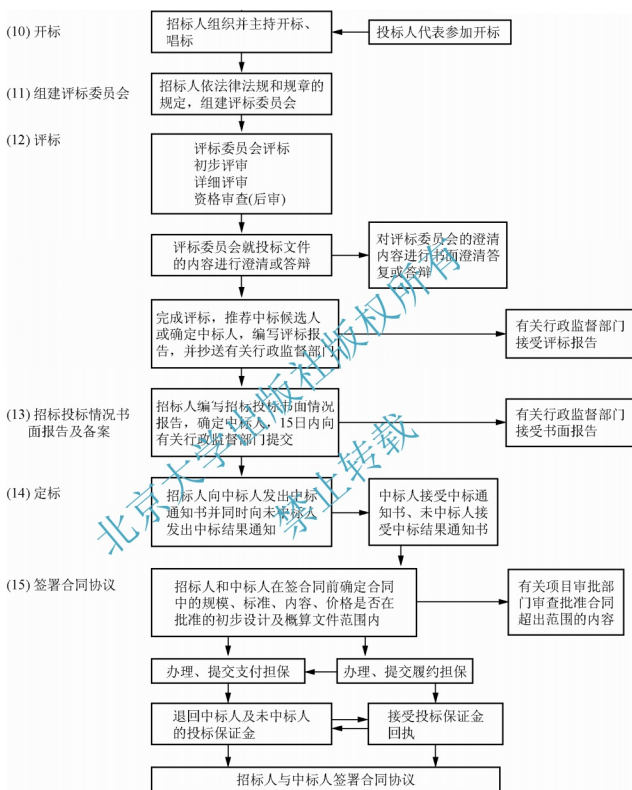 (10) 开标
招标人组织并主持开标、
唱标
投标人代表参加开标
(11) 组建评标委员会
招标人依法律法规和规章的
规定，组建评标委员会
(12) 评标
评标委员会评标
初步评审
详细评审
资格审查(后审)
评标委员会就投标文件
的内容进行澄清或答辩
对评标委员会的澄清
内容进行书面澄清答
复或答辩
完成评标，推荐中标候选人
或确定中标人，编写评标报
告，并抄送有关行政监督部门
有关行政监督部门
接受评标报告
(13) 招标投标情况书
面报告及备案
招标人编写招标投标书面情况
报告，确定中标人，15日内向
有关行政监督部门提交
有关行政监督部门
接受书面报告
(14) 定标
招标人向中标人发出中标
通知书并同时向未中标人
发出中标结果通知
中标人接受中标通
知书、未中标人接
受中标结果通知书
(15) 签署合同协议
招标人和中标人在签合同前确定合同
中的规模、标准、内容、价格是否在
批准的初步设计及概算文件范围内
有关项目审批部
门审查批准合同
超出范围的内容
办理、提交支付担保
办理、提交履约担保
退回中标人及未中标人
的投标保证金
接受投标保证金
回执
招标人与中标人签署合同协议
北京大学出版社版权所有
禁止转载